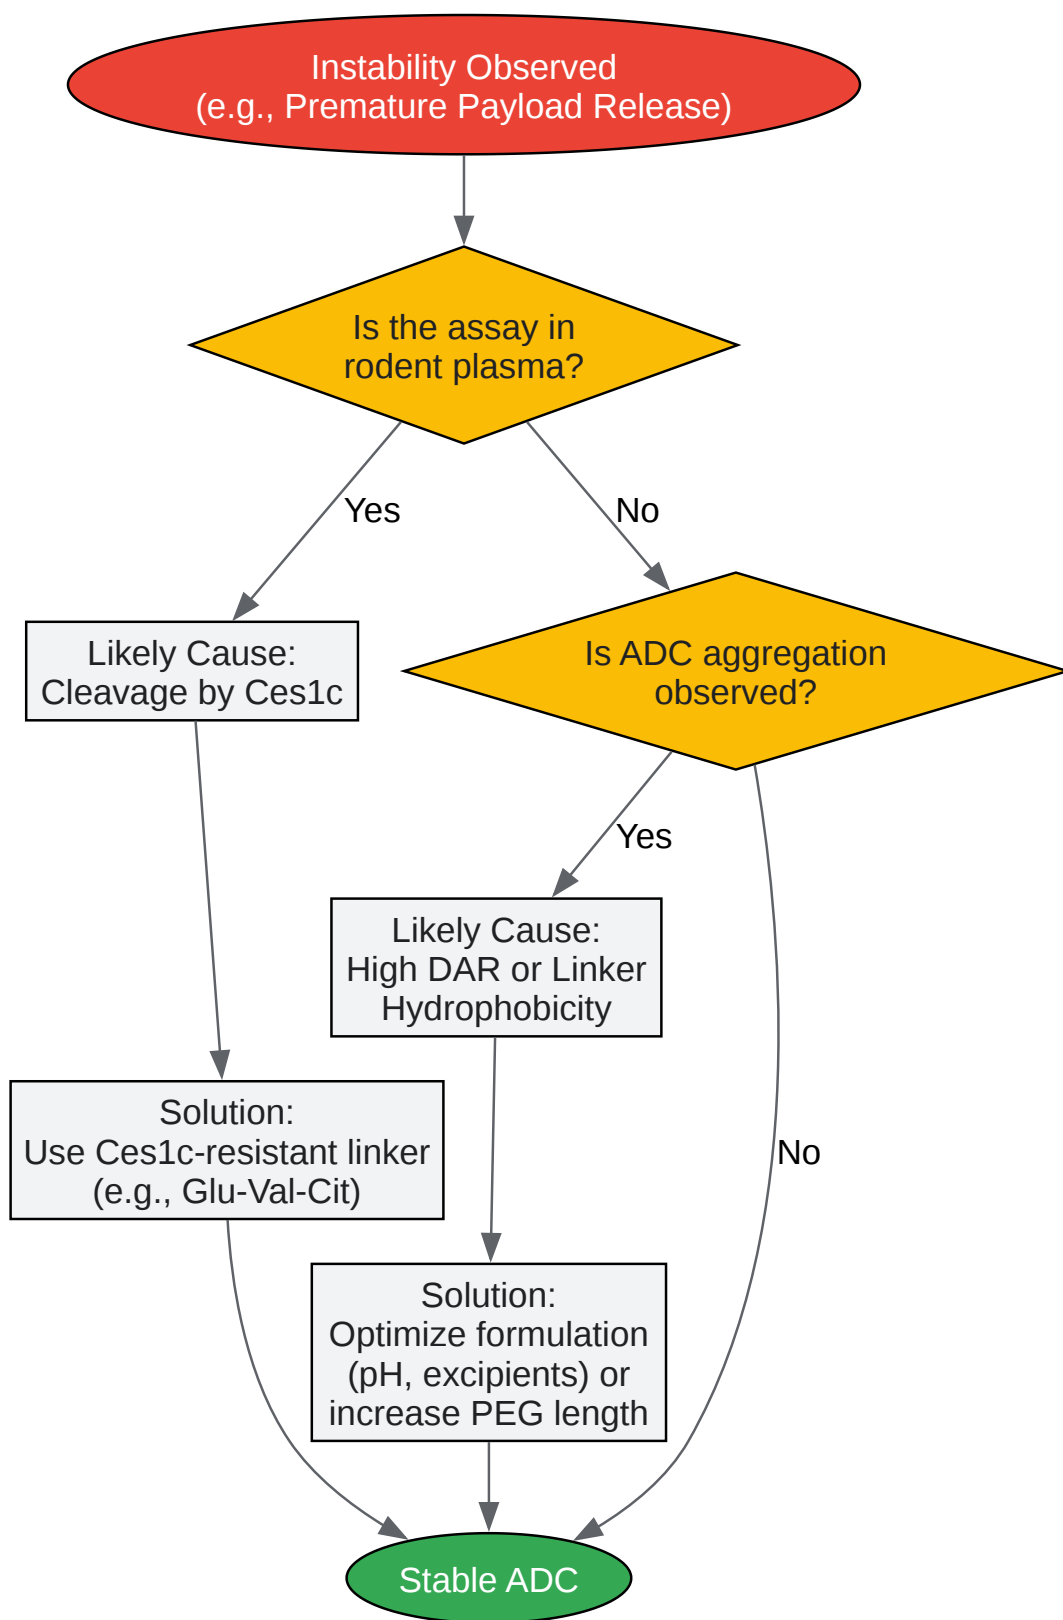 Instability Observed
(e.g., Premature Payload Release)
Is the assay in
rodent plasma?
Yes
No
Likely Cause:
Cleavage by Ces1c
Is ADC aggregation
observed?
Yes
Likely Cause:
High DAR or Linker
Hydrophobicity
Solution:
Use Ces1c-resistant linker
(e.g., Glu-Val-Cit)
No
Solution:
Optimize formulation
(pH, excipients) or
increase PEG length
Stable ADC